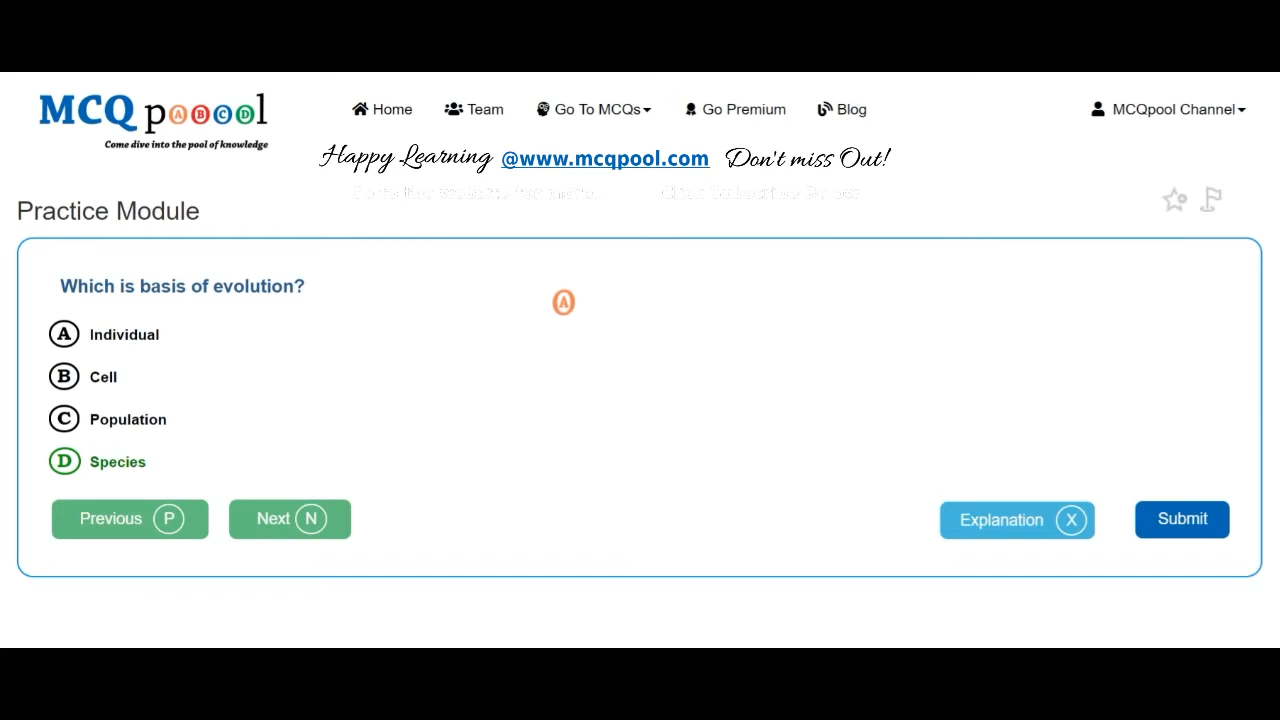 MCQ pABCDl
Come dive into the pool of knowledge
Home Team Go To MCQs Go Premium Blog MCQpool Channel
Happy Learning @www.mcqpool.com Don't miss Out!
Practice Module
Which is basis of evolution?
A Individual
B Cell
C Population
D Species
A
Previous P Next N Explanation X Submit